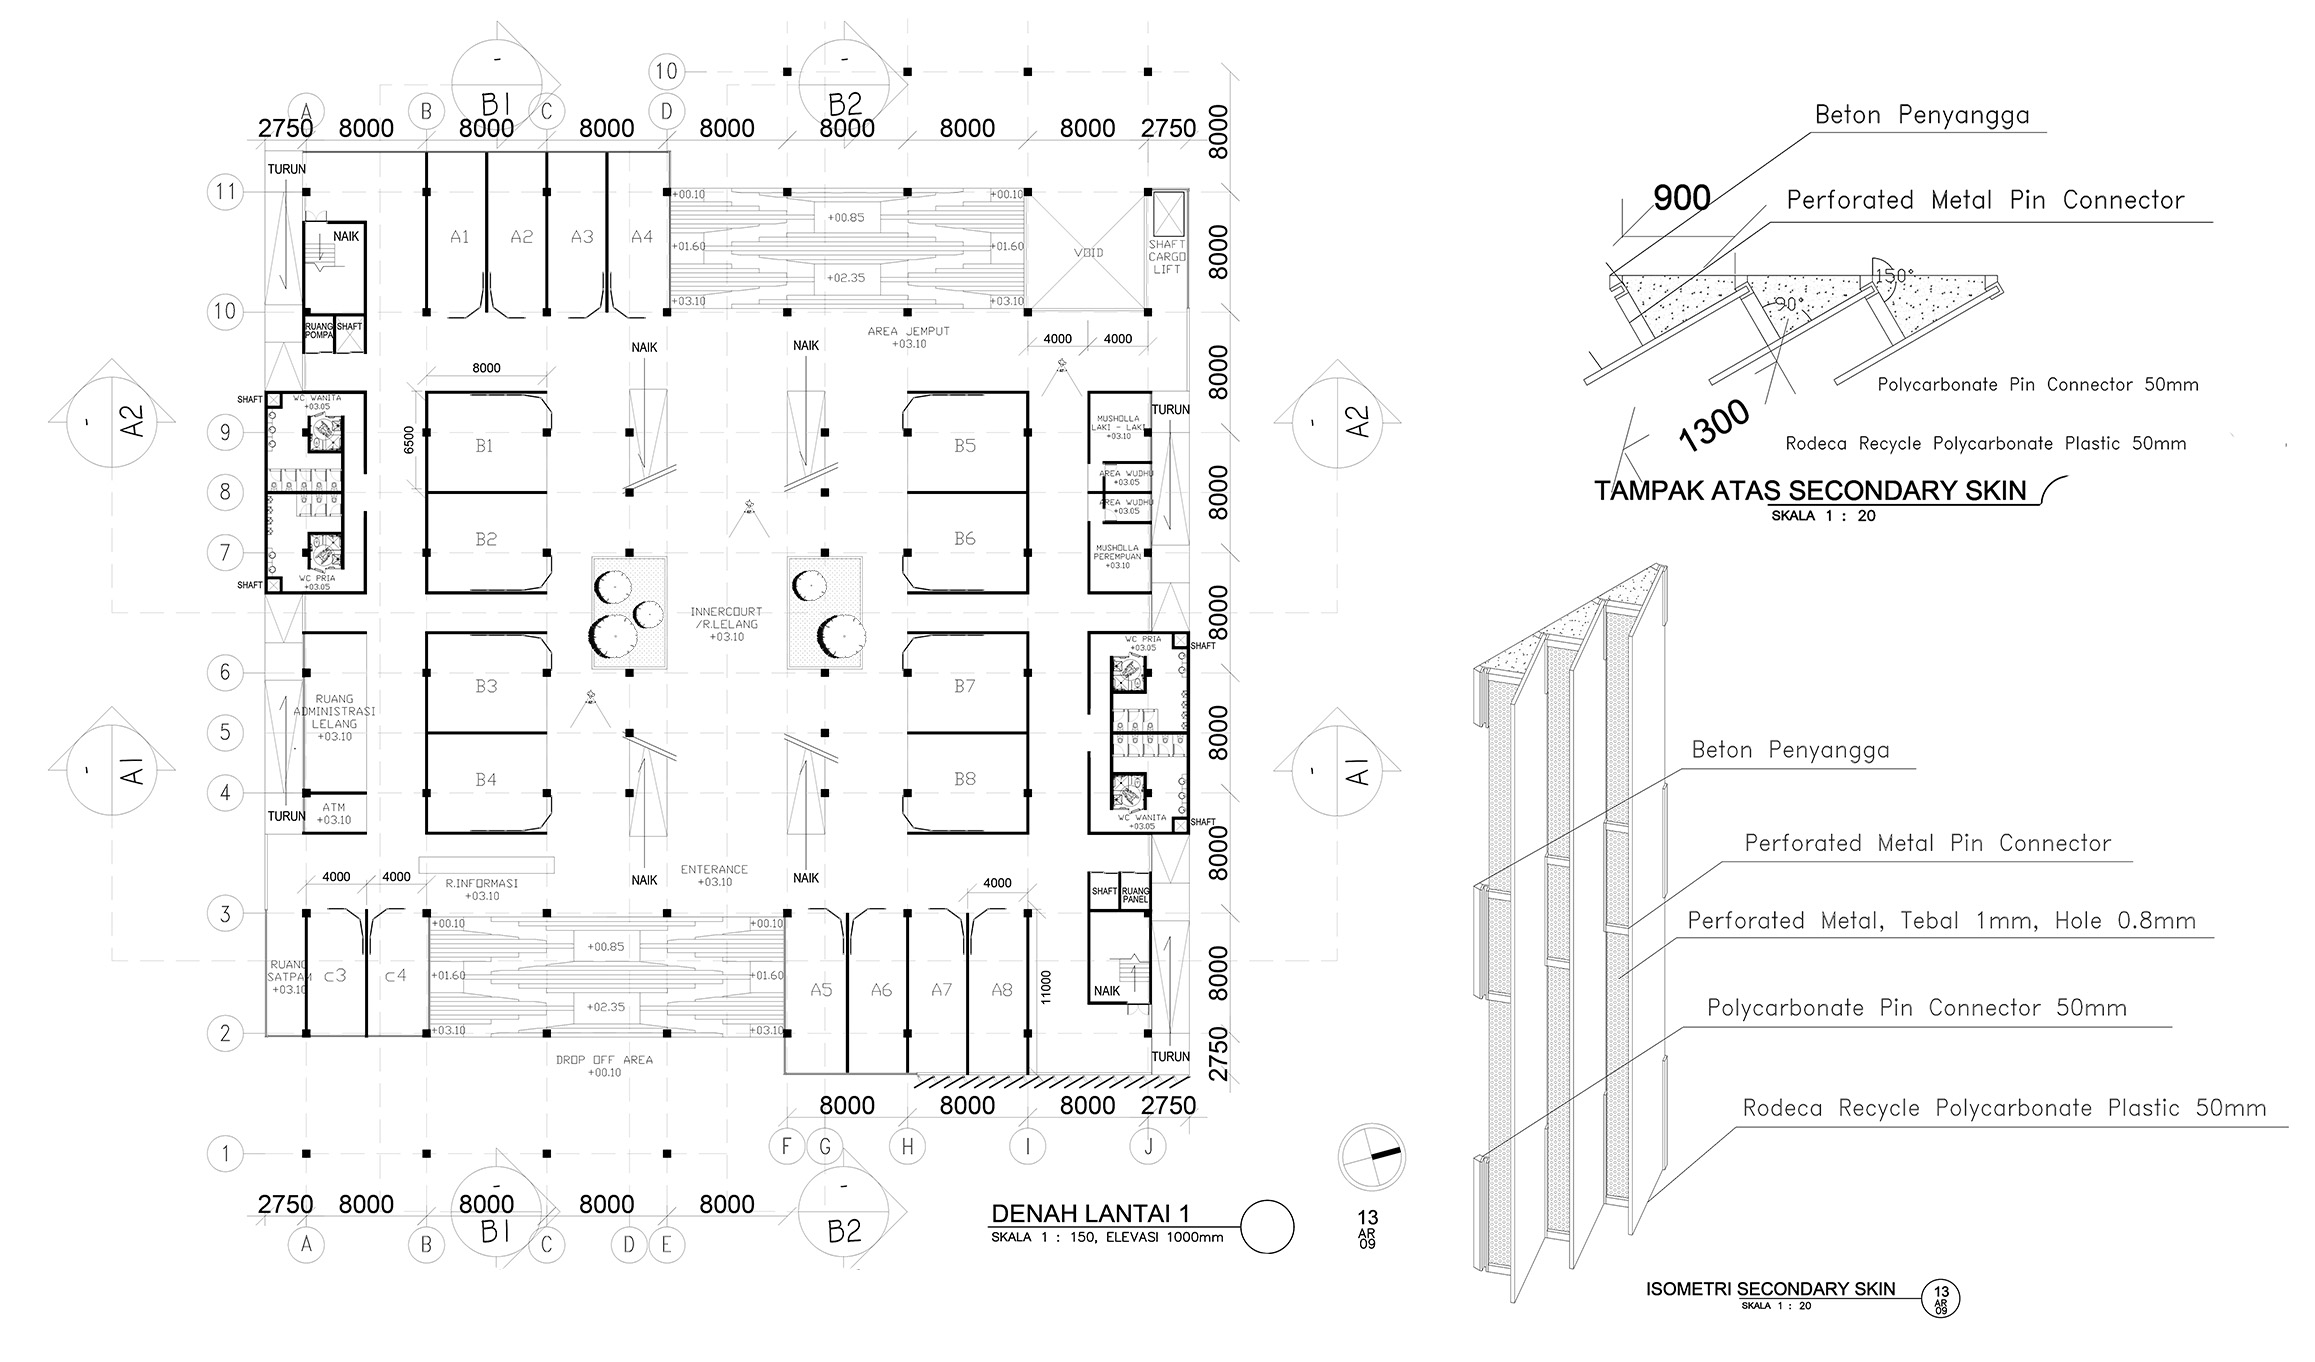 B1
B2
10
A
B
C
D
2750
8000
8000
8000
8000
8000
8000
8000
2750
8000
TURUN
11
NAIK
A1
A2
A3
A4
+00.10
+00.10
+00.85
+01.60
+01.60
+02.35
+03.10
+03.10
VOID
SHAFT
CARGO
LIFT
8000
10
RUANG
POMPA
SHAFT
AREA JEMPUT
+03.10
NAIK
NAIK
4000
4000
8000
8000
6500
A2
A2
SHAFT
WC WANITA
+03.05
9
B1
B5
MUSHOLLA
LAKI - LAKI
+03.10
TURUN
8
AREA WUDHU
+03.05
AREA WUDHU
+03.05
8000
7
B2
B6
MUSHOLLA
PEREMPUAN
+03.10
SHAFT
WC PRIA
+03.05
INNERCOURT
/R.LELANG
+03.10
8000
WC PRIA
+03.05
SHAFT
6
B3
B7
RUANG
ADMINISTRASI
LELANG
+03.10
5
8000
A1
A1
4
B4
B8
ATM
+03.10
TURUN
WC WANITA
+03.05
SHAFT
8000
4000
4000
R.INFORMASI
+03.10
NAIK
ENTERANCE
+03.10
NAIK
4000
SHAFT
RUANG
PANEL
3
+00.10
+00.10
+00.85
+01.60
+01.60
+02.35
+03.10
+03.10
RUANG
SATPAM
+03.10
c3
c4
A5
A6
A7
A8
11000
NAIK
8000
2
DROP OFF AREA
+00.10
TURUN
2750
8000
8000
8000
2750
F
G
H
I
J
1
2750
8000
8000
8000
8000
A
B
B1
C
D
E
B2
DENAH LANTAI 1
SKALA 1 : 150, ELEVASI 1000mm
13
AR
09
Beton Penyangga
900
Perforated Metal Pin Connector
150°
90°
Polycarbonate Pin Connector 50mm
1300
Rodeca Recycle Polycarbonate Plastic 50mm
TAMPAK ATAS SECONDARY SKIN
SKALA 1 : 20
Beton Penyangga
Perforated Metal Pin Connector
Perforated Metal, Tebal 1mm, Hole 0.8mm
Polycarbonate Pin Connector 50mm
Rodeca Recycle Polycarbonate Plastic 50mm
ISOMETRI SECONDARY SKIN
SKALA 1 : 20
13
AR
09